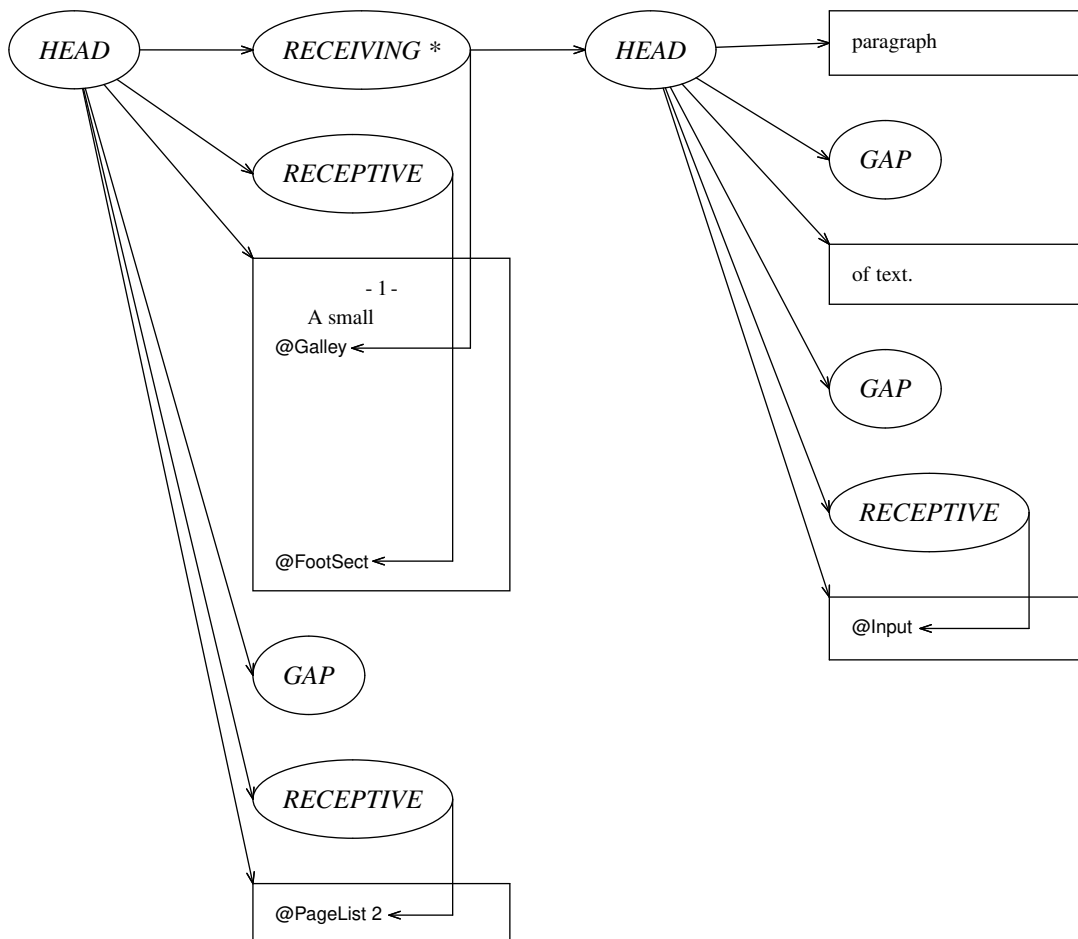 HEAD
RECEIVING *
HEAD
paragraph
GAP
RECEPTIVE
of text.
- 1 -
A small
@Galley
GAP
RECEPTIVE
@FootSect
@Input
GAP
RECEPTIVE
@PageList 2